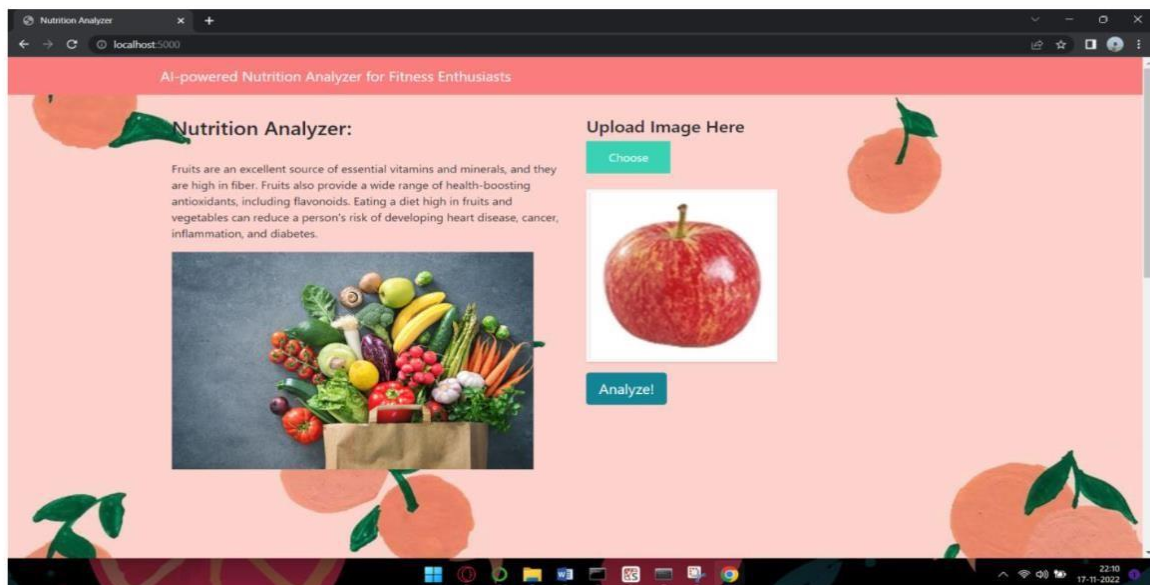 Nutrition Analyzer
localhost:5000
AI-powered Nutrition Analyzer for Fitness Enthusiasts
Nutrition Analyzer:
Fruits are an excellent source of essential vitamins and minerals, and they
are high in fiber. Fruits also provide a wide range of health-boosting
antioxidants, including flavonoids. Eating a diet high in fruits and
vegetables can reduce a person's risk of developing heart disease, cancer,
inflammation, and diabetes.
Upload Image Here
Choose
Analyze!
22:10
17-11-2022